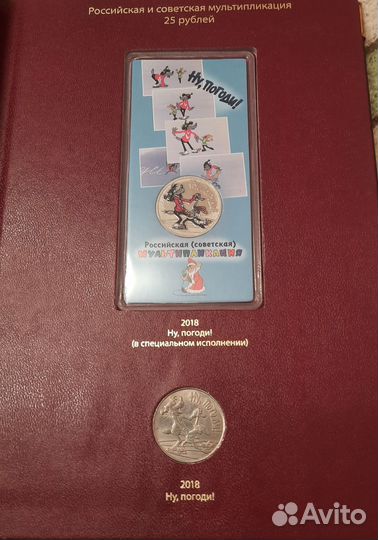 Российская и советская мультипликация
25 рублей
Ну, погоди!
Российская (советская)
МУЛЬТИПЛИКАЦИЯ
2018
Ну, погоди!
(в специальном исполнении)
НУ, ПОГОДИ!
2018
Ну, погоди!
Avito